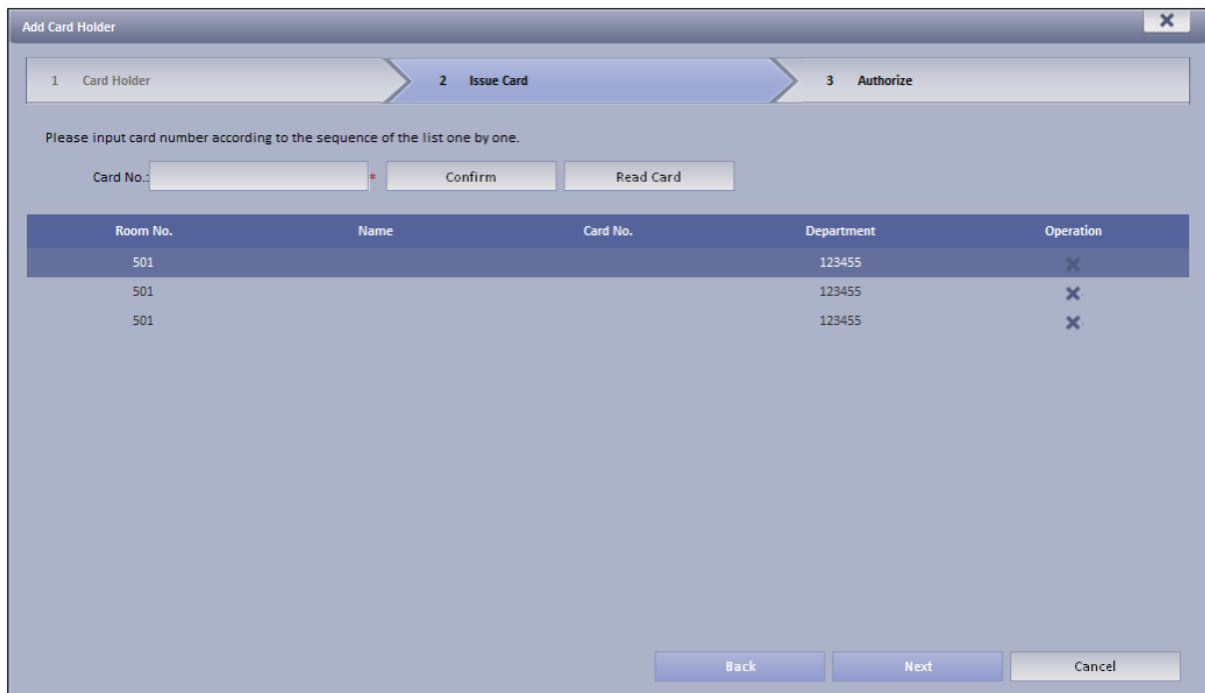 Add Card Holder
1 Card Holder 2 Issue Card 3 Authorize
Please input card number according to the sequence of the list one by one.
Card No.: * Confirm Read Card
Room No. Name Card No. Department Operation
501 123455
501 123455
501 123455
Back Next Cancel